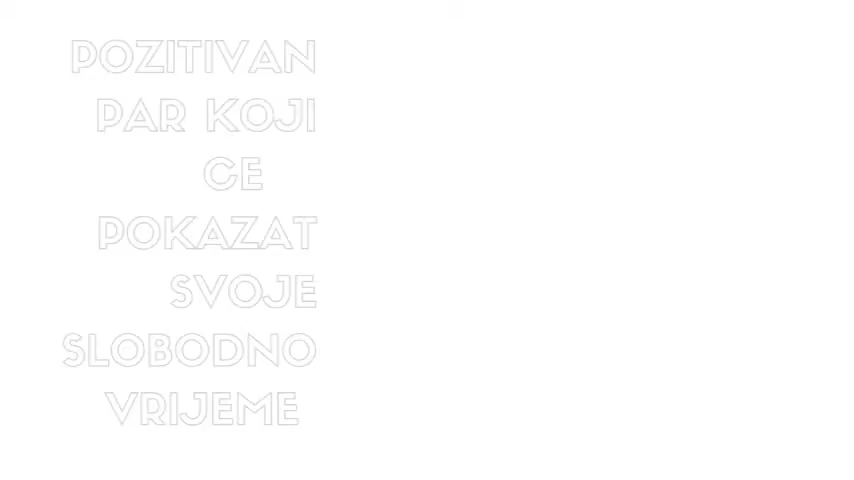 POZITIVAN
PAR KOJI
CE
POKAZAT
SVOJE
SLOBODNO
VRIJEME